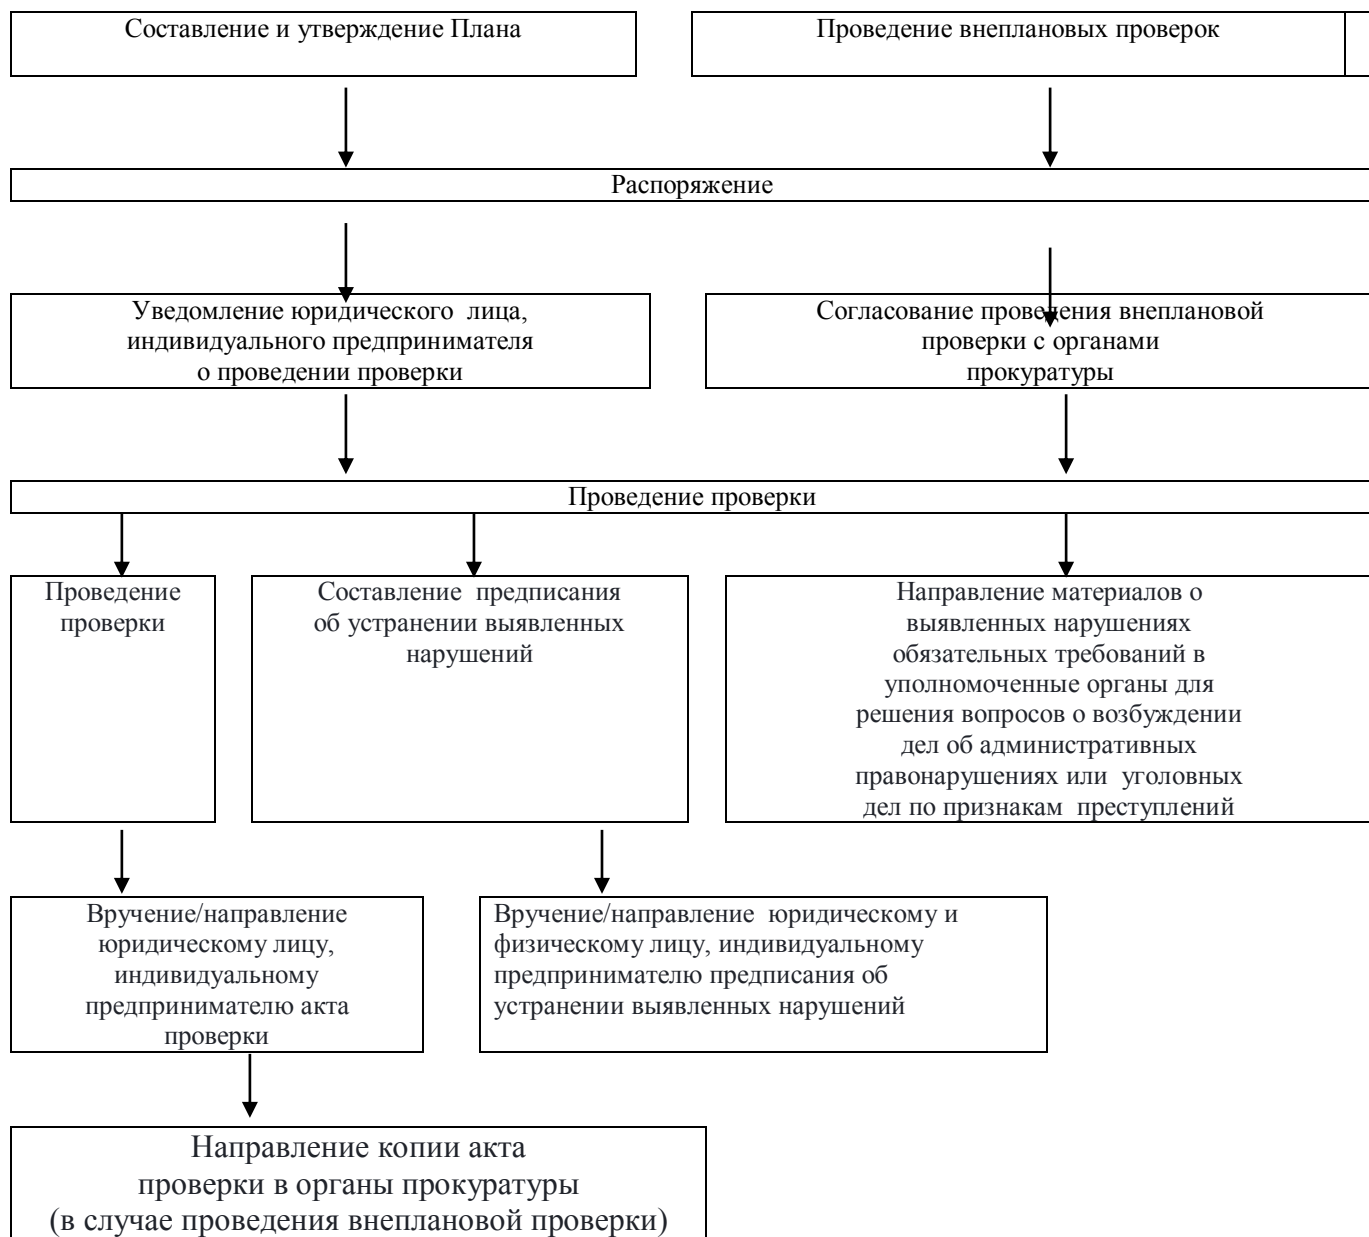 Составление и утверждение Плана
Проведение внеплановых проверок
Распоряжение
Уведомление юридического  лица,
индивидуального предпринимателя
о проведении проверки
Согласование проведения внеплановой
проверки с органами
прокуратуры
Проведение проверки
Проведение
проверки
Составление  предписания
об устранении выявленных
нарушений
Направление материалов о
выявленных нарушениях
обязательных требований в
уполномоченные органы для
решения вопросов о возбуждении
дел об административных
правонарушениях или  уголовных
дел по признакам  преступлений
Вручение/направление
юридическому лицу,
индивидуальному
предпринимателю акта
проверки
Вручение/направление  юридическому и
физическому лицу, индивидуальному
предпринимателю предписания об
устранении выявленных нарушений
Направление копии акта
проверки в органы прокуратуры
(в случае проведения внеплановой проверки)